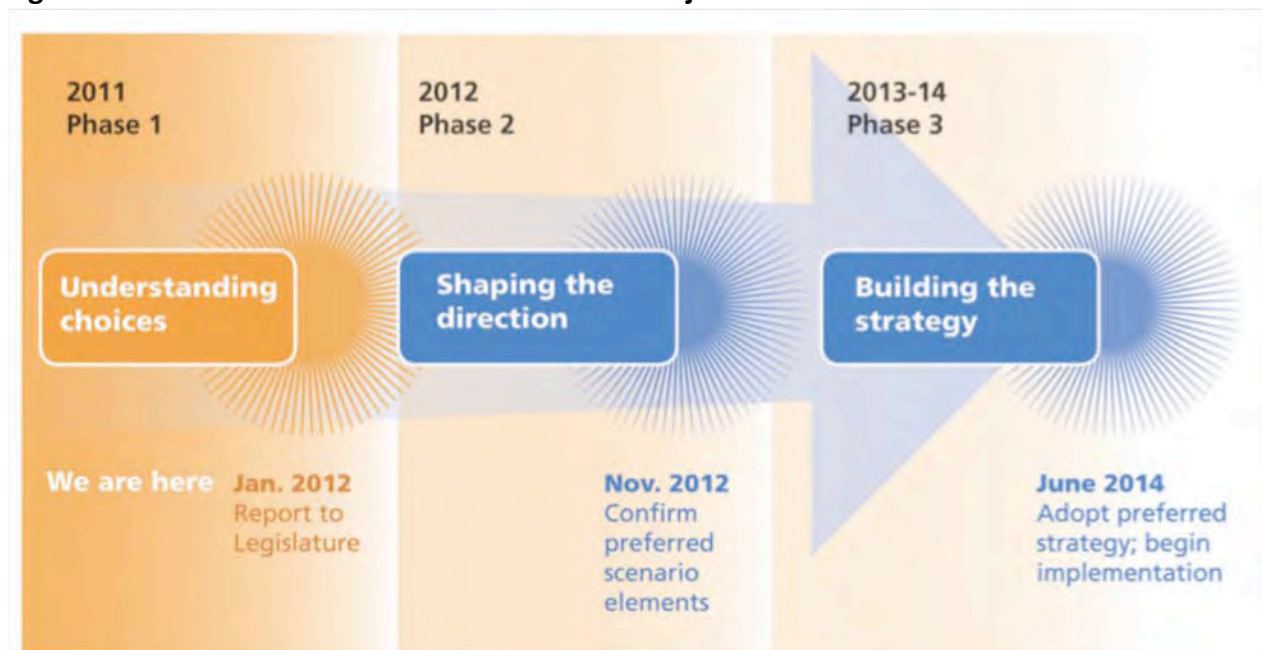 2011
Phase 1
2012
Phase 2
2013-14
Phase 3
Understanding
choices
Shaping the
direction
Building the
strategy
We are here
Jan. 2012
Report to
Legislature
Nov. 2012
Confirm
preferred
scenario
elements
June 2014
Adopt preferred
strategy; begin
implementation